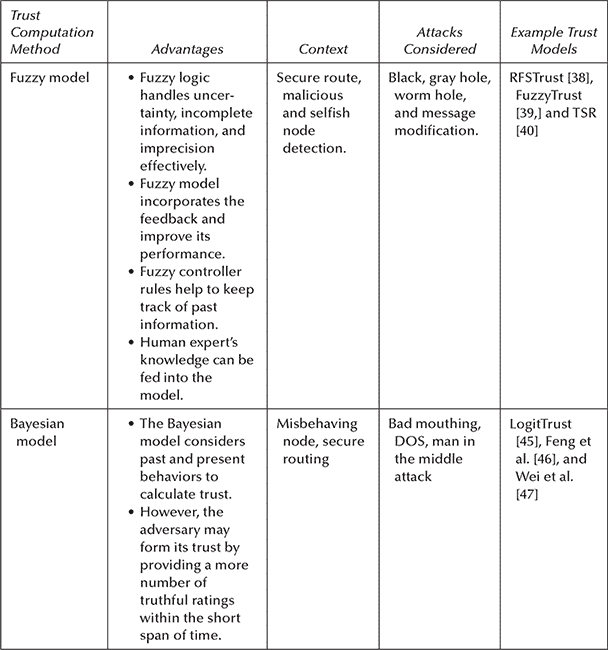 Trust
Computation
Method
Advantages
Context
Attacks
Considered
Example Trust
Models
Fuzzy model
• Fuzzy logic
handles uncer-
tainty, incomplete
information, and
imprecision
effectively.
• Fuzzy model
incorporates the
feedback and
improve its
performance.
• Fuzzy controller
rules help to keep
track of past
information.
• Human expert’s
knowledge can be
fed into the
model.
Secure route,
malicious
and selfish
node
detection.
Black, gray hole,
worm hole,
and message
modification.
RFSTrust [38],
FuzzyTrust
[39,] and TSR
[40]
Bayesian
model
• The Bayesian
model considers
past and present
behaviors to
calculate trust.
• However, the
adversary may
form its trust by
providing a more
number of
truthful ratings
within the short
span of time.
Misbehaving
node, secure
routing
Bad mouthing,
DOS, man in
the middle
attack
LogitTrust
[45], Feng et
al. [46], and
Wei et al.
[47]